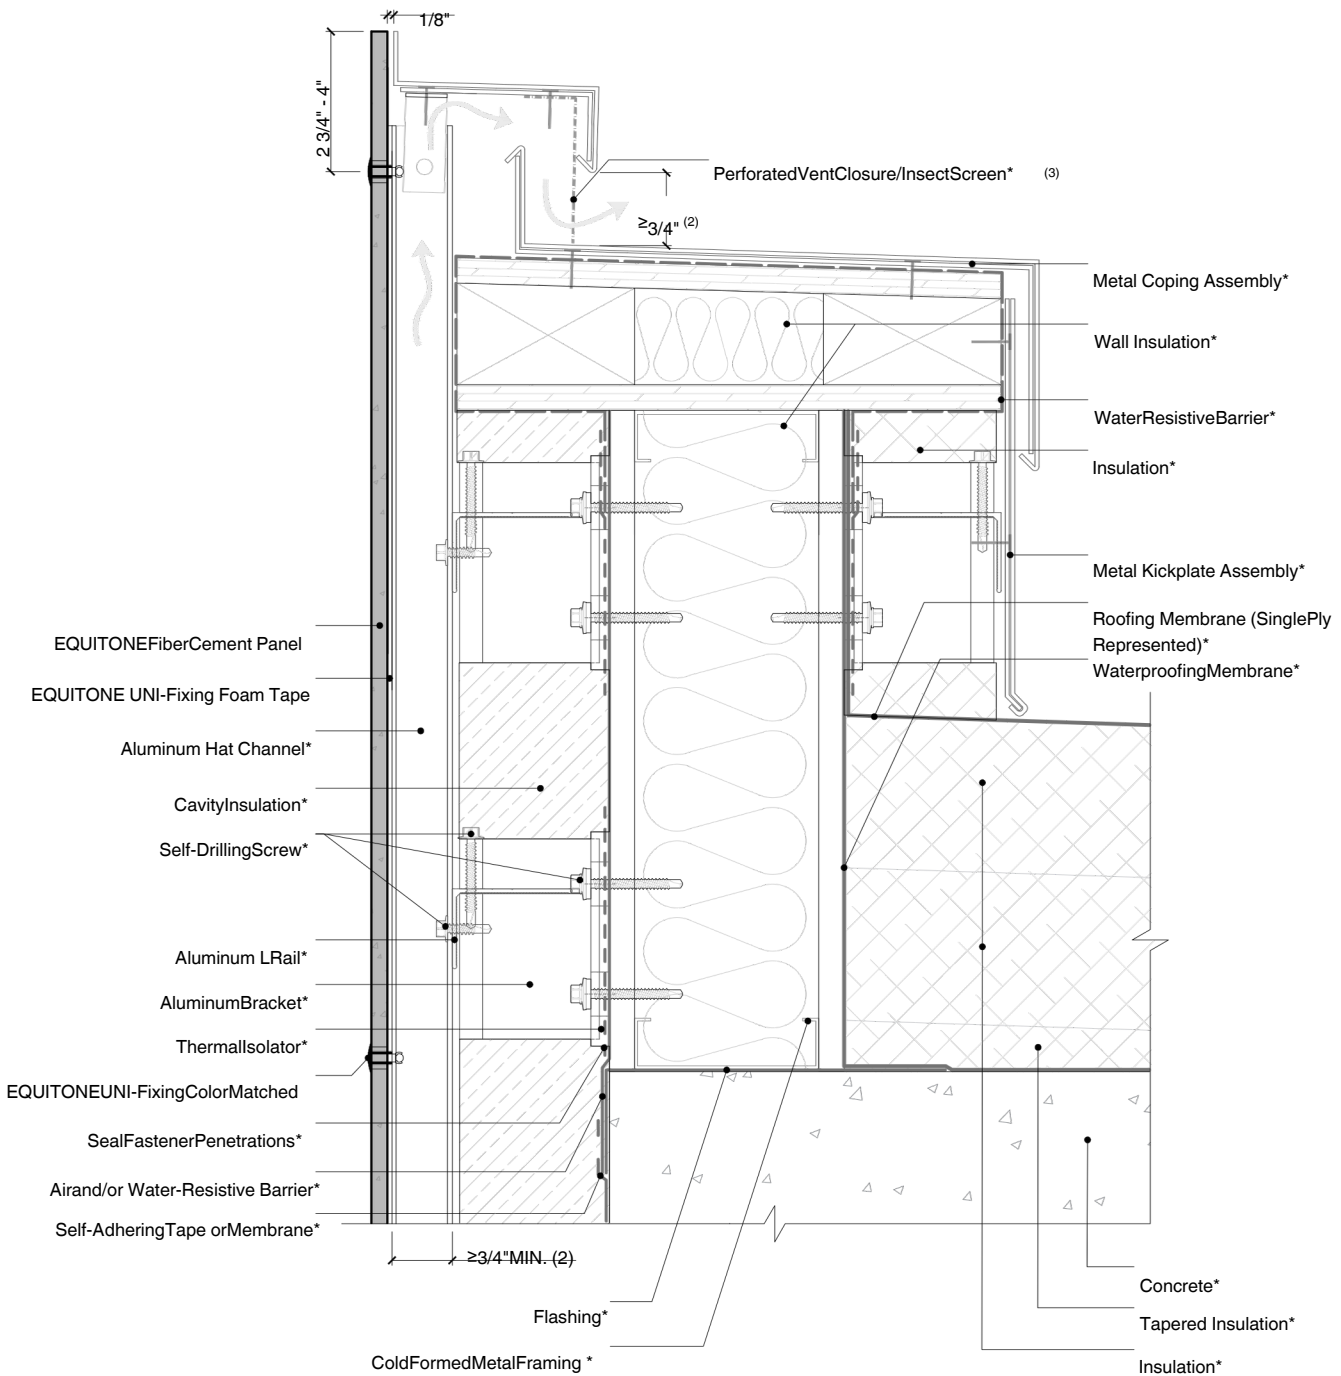 1/8"
2 3/4" - 4"
PerforatedVentClosure/InsectScreen* (3)
≥3/4" (2)
Metal Coping Assembly*
Wall Insulation*
WaterResistiveBarrier*
Insulation*
Metal Kickplate Assembly*
Roofing Membrane (SinglePly
Represented)*
WaterproofingMembrane*
EQUITONEFiberCement Panel
EQUITONE UNI-Fixing Foam Tape
Aluminum Hat Channel*
CavityInsulation*
Self-DrillingScrew*
Aluminum LRail*
AluminumBracket*
ThermalIsolator*
EQUITONEUNI-FixingColorMatched
SealFastenerPenetrations*
Airand/or Water-Resistive Barrier*
Self-AdheringTape orMembrane*
≥3/4"MIN. (2)
Flashing*
ColdFormedMetalFraming *
Concrete*
Tapered Insulation*
Insulation*